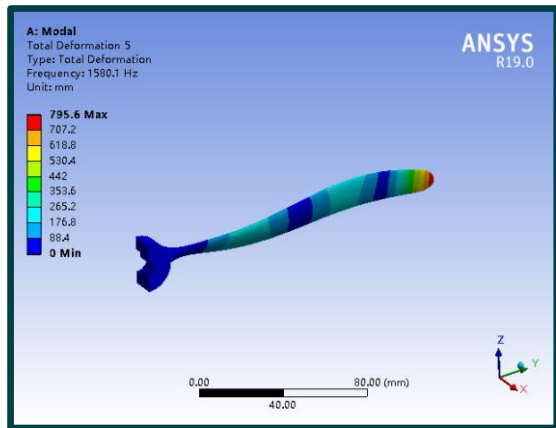 A: Modal
Total Deformation 5
Type: Total Deformation
Frequency: 1580.1 Hz
Unit: mm
ANSYS
R19.0
795.6 Max
707.2
618.8
530.4
442
353.6
265.2
176.8
88.4
0 Min
Z
Y
X
0.00 80.00 (mm)
40.00